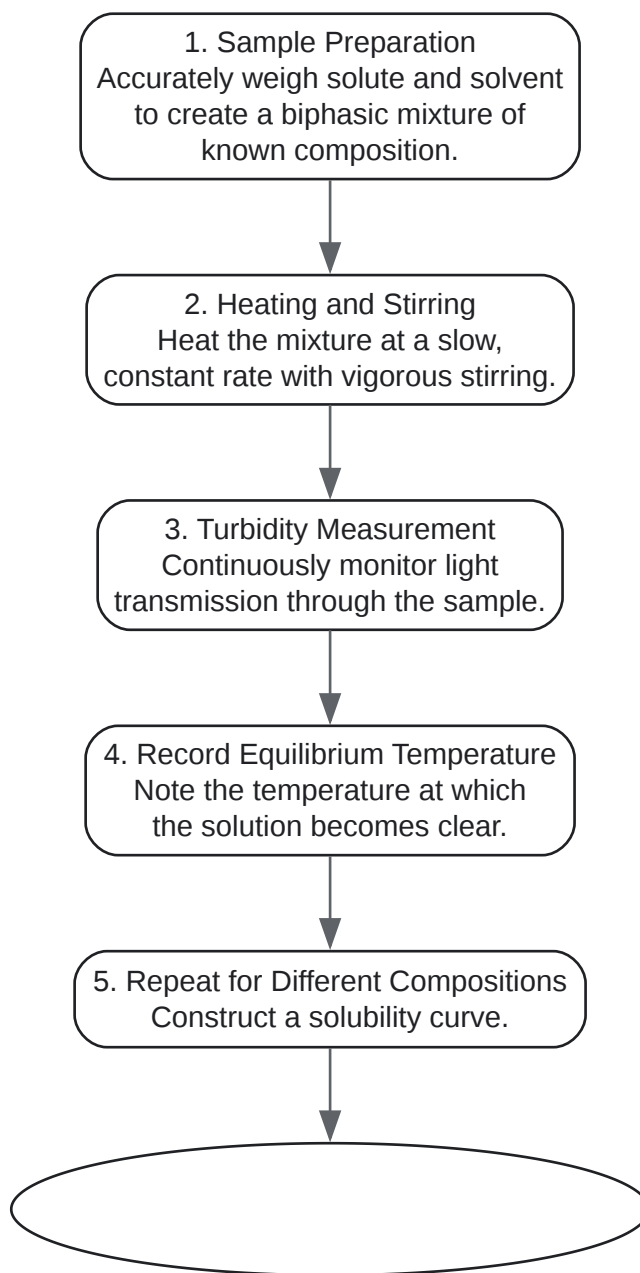 1. Sample Preparation
Accurately weigh solute and solvent
to create a biphasic mixture of
known composition.
2. Heating and Stirring
Heat the mixture at a slow,
constant rate with vigorous stirring.
3. Turbidity Measurement
Continuously monitor light
transmission through the sample.
4. Record Equilibrium Temperature
Note the temperature at which
the solution becomes clear.
5. Repeat for Different Compositions
Construct a solubility curve.